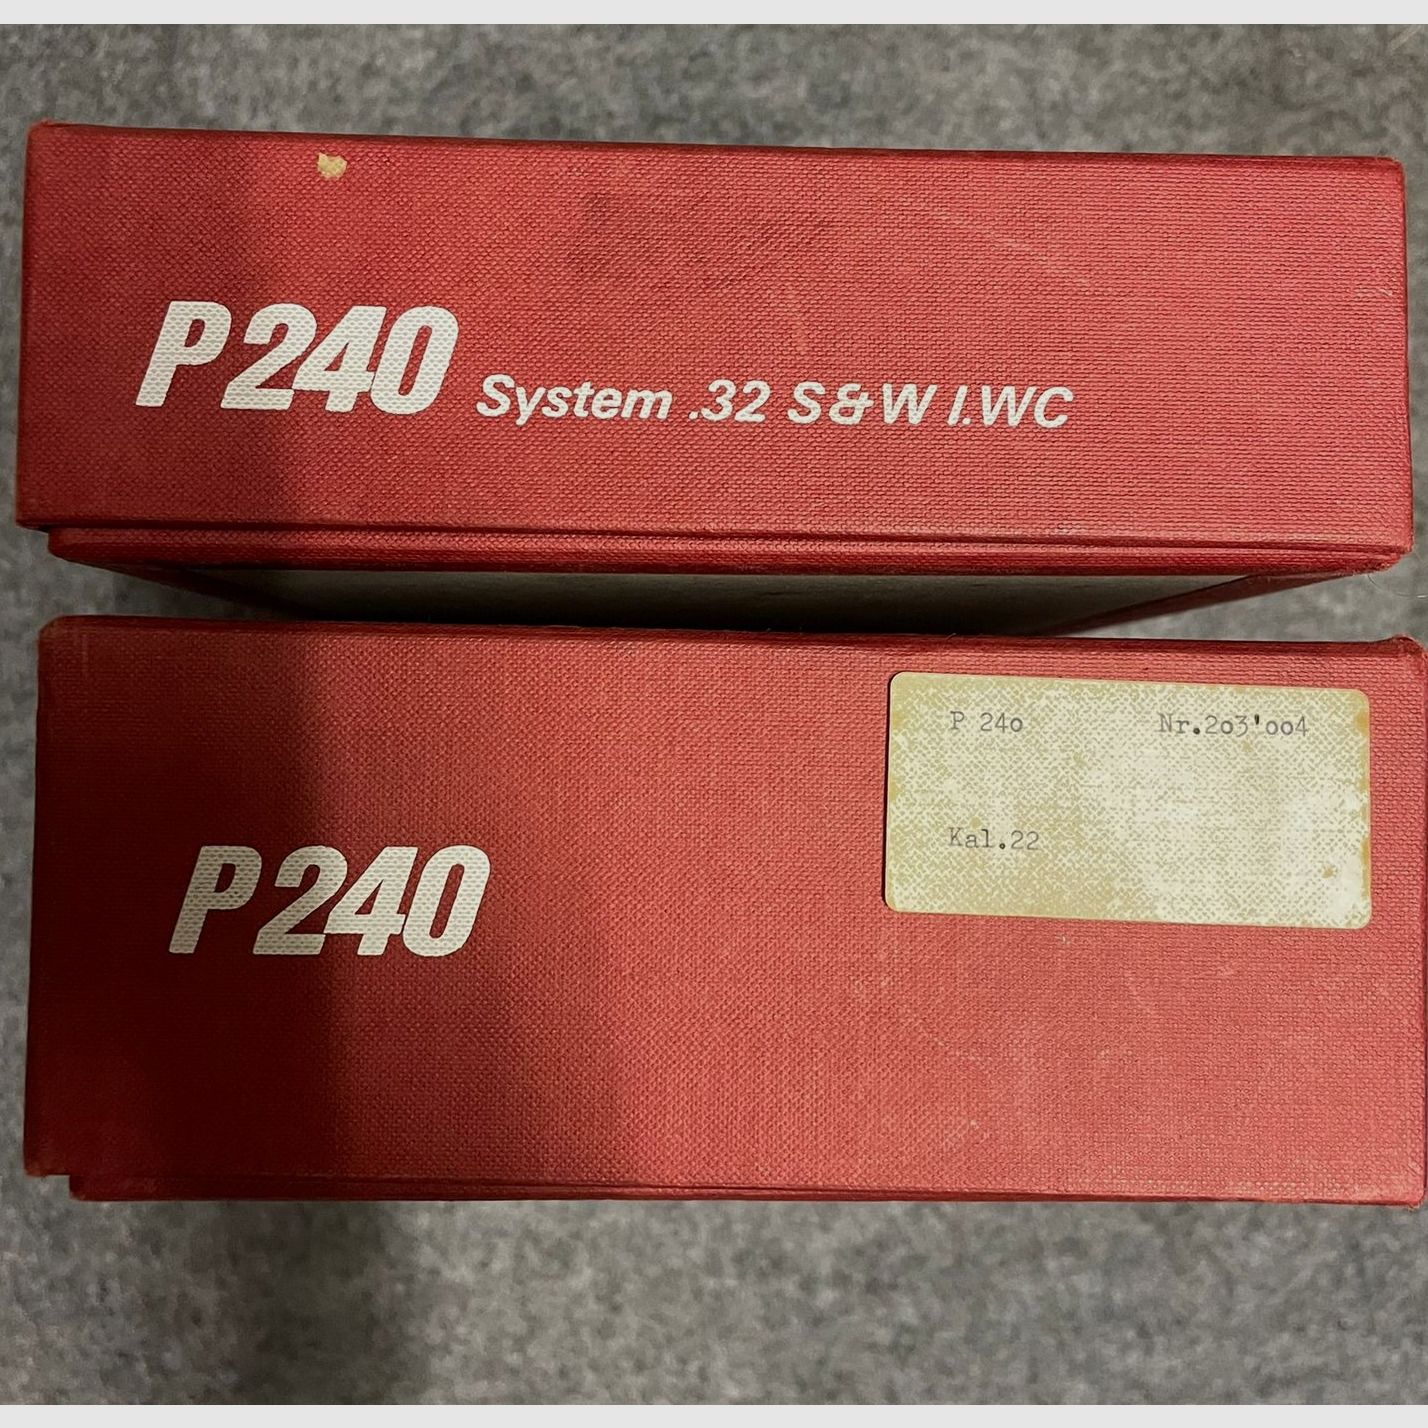 P240 System .32 S&W l.WC
P 24o Nr.2o3'oo4
Kal.22
P240